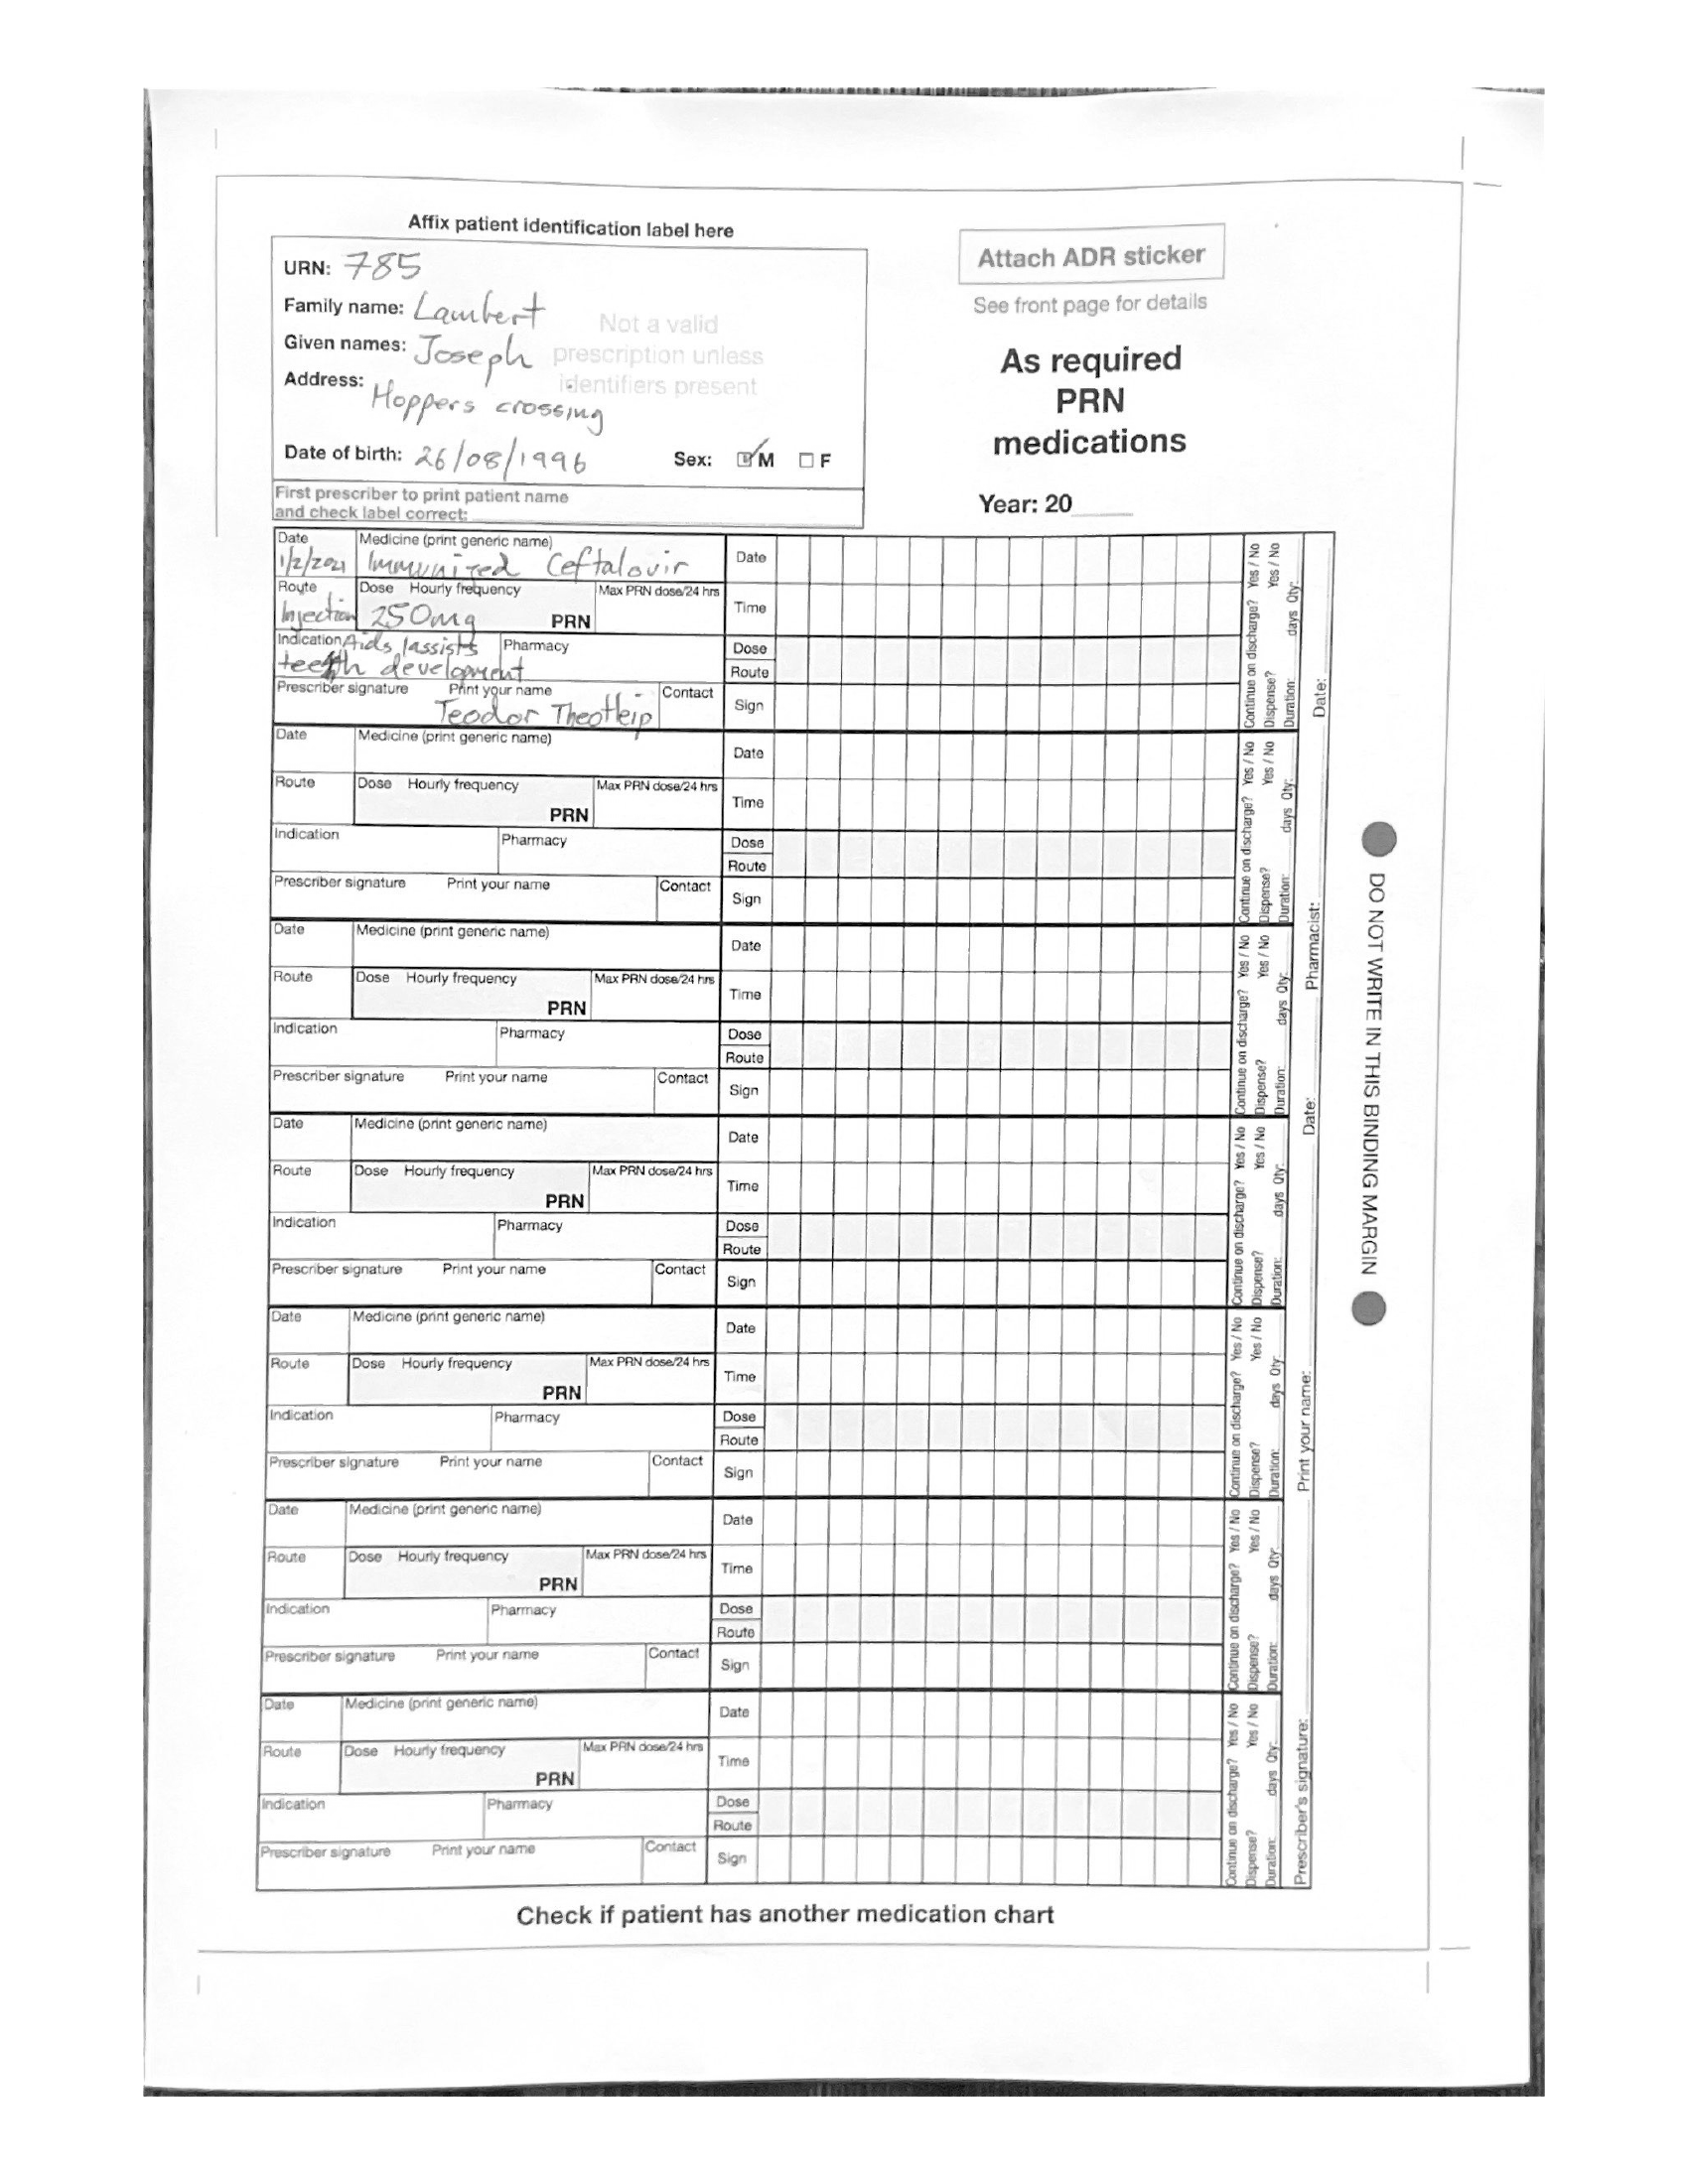 Affix patient identification label here
URN: 785
Family name: Lambert
Given names: Joseph
Address: Hoppers crossing
Not a valid
prescription unless
identifiers present
Date of birth: 26/08/1996 Sex: M F
First prescriber to print patient name
and check label correct:
Attach ADR sticker
See front page for details
As required
PRN
medications
Year: 20
Date Medicine (print generic name) Date
1/2/2021 Immunized Ceftalovir
Route Dose Hourly frequency Max PRN dose/24 hrs Time
Injection 250mg PRN
Indication Aids/assists Pharmacy Dose
teeth development Route
Prescriber signature Print your name Contact Sign
Teodor
Continue on discharge? Yes / No
Dispense? Yes / No
Duration: days Qty:
Date Medicine (print generic name) Date
Route Dose Hourly frequency Max PRN dose/24 hrs Time
PRN
Indication Pharmacy Dose
Route
Prescriber signature Print your name Contact Sign
Continue on discharge? Yes / No
Dispense? Yes / No
Duration: days Qty:
Date Medicine (print generic name) Date
Route Dose Hourly frequency Max PRN dose/24 hrs Time
PRN
Indication Pharmacy Dose
Route
Prescriber signature Print your name Contact Sign
Continue on discharge? Yes / No
Dispense? Yes / No
Duration: days Qty:
Date Medicine (print generic name) Date
Route Dose Hourly frequency Max PRN dose/24 hrs Time
PRN
Indication Pharmacy Dose
Route
Prescriber signature Print your name Contact Sign
Continue on discharge? Yes / No
Dispense? Yes / No
Duration: days Qty:
Date Medicine (print generic name) Date
Route Dose Hourly frequency Max PRN dose/24 hrs Time
PRN
Indication Pharmacy Dose
Route
Prescriber signature Print your name Contact Sign
Continue on discharge? Yes / No
Dispense? Yes / No
Duration: days Qty:
Date Medicine (print generic name) Date
Route Dose Hourly frequency Max PRN dose/24 hrs Time
PRN
Indication Pharmacy Dose
Route
Prescriber signature Print your name Contact Sign
Continue on discharge? Yes / No
Dispense? Yes / No
Duration: days Qty:
Date Medicine (print generic name) Date
Route Dose Hourly frequency Max PRN dose/24 hrs Time
PRN
Indication Pharmacy Dose
Route
Prescriber signature Print your name Contact Sign
Continue on discharge? Yes / No
Dispense? Yes / No
Duration: days Qty:
Prescriber's signature: Print your name: Date: Pharmacist: Date:
DO NOT WRITE IN THIS BINDING MARGIN
Check if patient has another medication chart